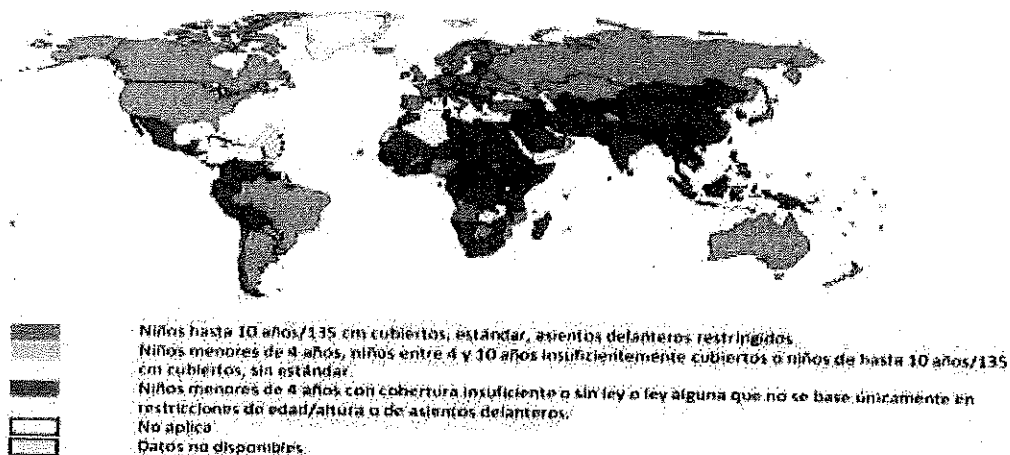 Niños hasta 10 años/135 cm cubiertos, estándar, asientos delanteros restringidos
Niños menores de 4 años, niños entre 4 y 10 años insuficientemente cubiertos o niños de hasta 10 años/135
cm cubiertos, sin estándar
Niños menores de 4 años con cobertura insuficiente o sin ley o ley alguna que no se base únicamente en
restricciones de edad/altura o de asientos delanteros.
No aplica
Datos no disponibles